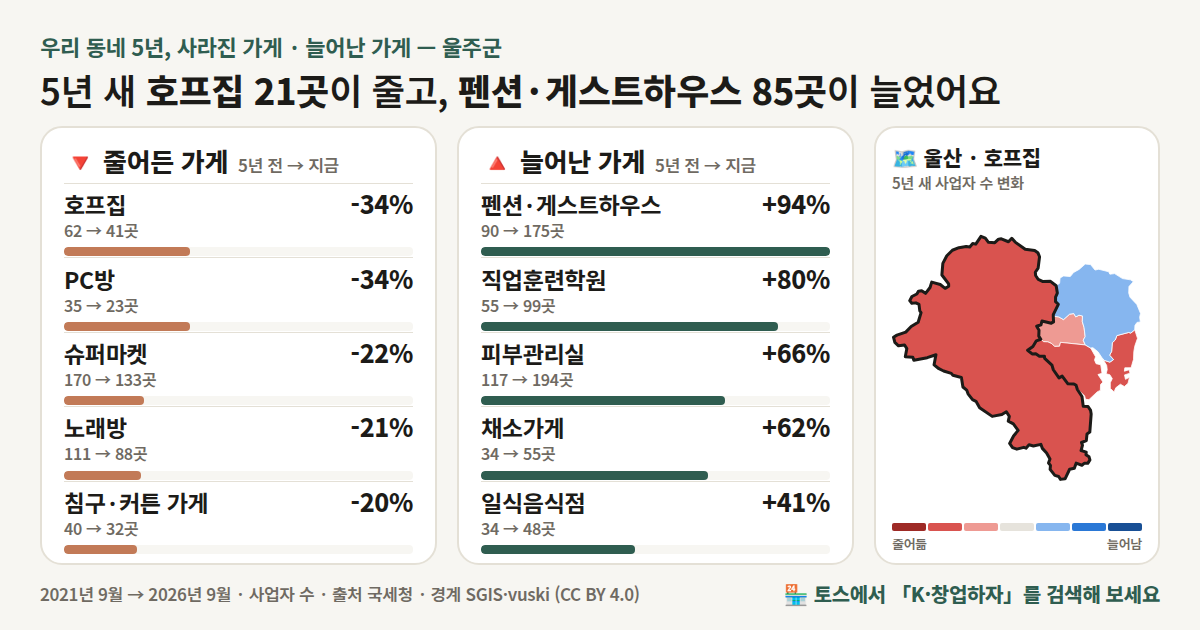 우리 동네 5년, 사라진 가게 · 늘어난 가게 — 울주군
5년 새 호프집 21곳이 줄고, 펜션·게스트하우스 85곳이 늘었어요
줄어든 가게 5년 전 → 지금
호프집 -34%
62 → 41곳
PC방 -34%
35 → 23곳
슈퍼마켓 -22%
170 → 133곳
노래방 -21%
111 → 88곳
침구·커튼 가게 -20%
40 → 32곳
늘어난 가게 5년 전 → 지금
펜션·게스트하우스 +94%
90 → 175곳
직업훈련학원 +80%
55 → 99곳
피부관리실 +66%
117 → 194곳
채소가게 +62%
34 → 55곳
일식음식점 +41%
34 → 48곳
울산 · 호프집
5년 새 사업자 수 변화
줄어듦 늘어남
2021년 9월 → 2026년 9월 · 사업자 수 · 출처 국세청 · 경계 SGIS·vuski (CC BY 4.0)
토스에서 「K·창업하자」를 검색해 보세요